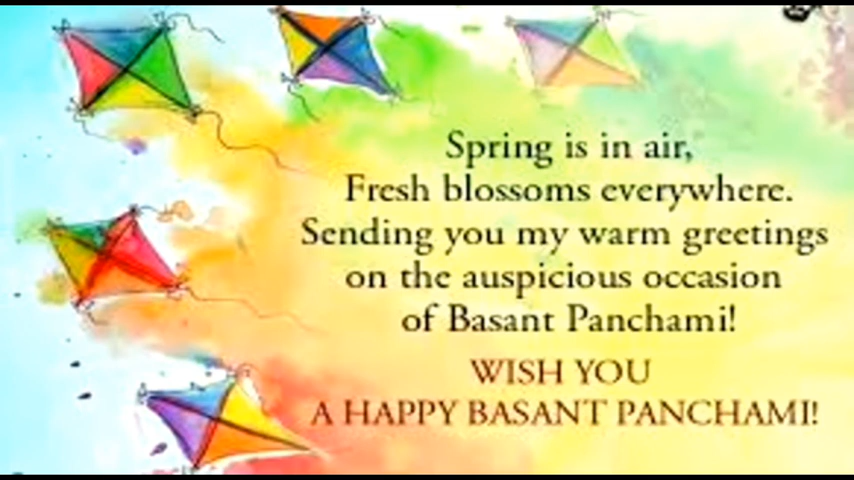 Spring is in air,
Fresh blossoms everywhere.
Sending you my warm greetings
on the auspicious occasion
of Basant Panchami!
WISH YOU
A HAPPY BASANT PANCHAMI!